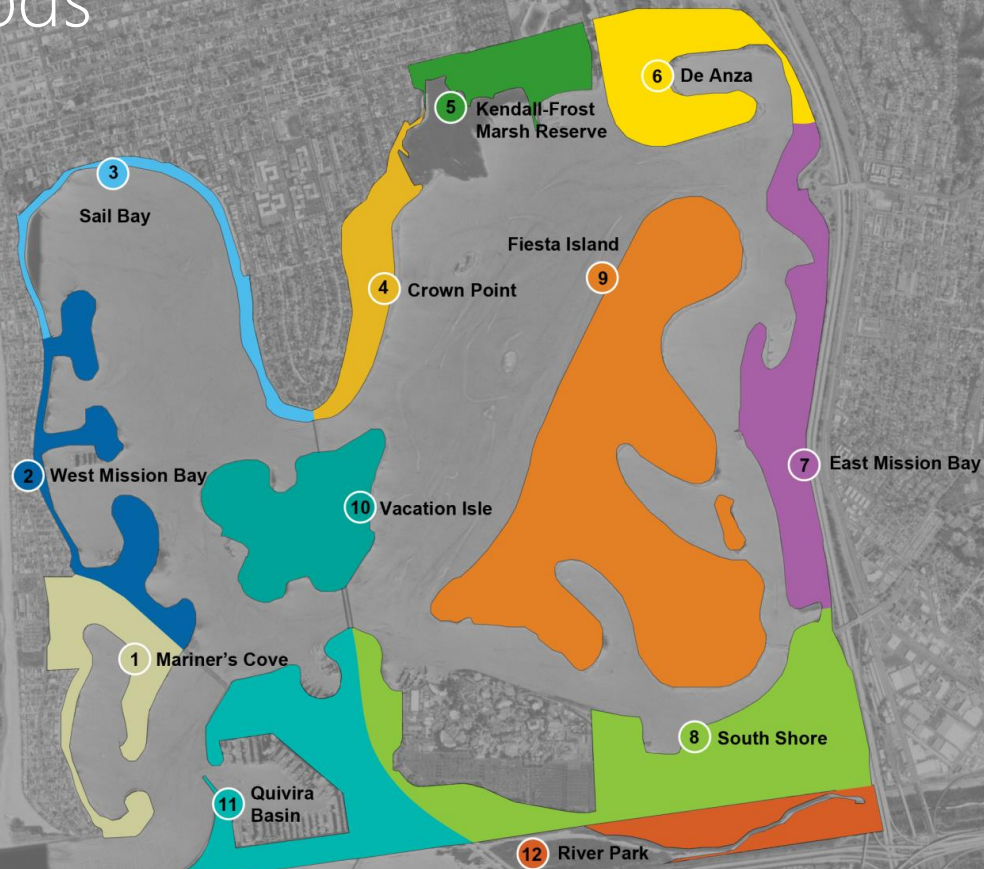 6 De Anza
5 Kendall-Frost
Marsh Reserve
3
Sail Bay
Fiesta Island
9
4 Crown Point
2 West Mission Bay
7 East Mission Bay
10 Vacation Isle
1 Mariner's Cove
8 South Shore
11 Quivira
Basin
12 River Park